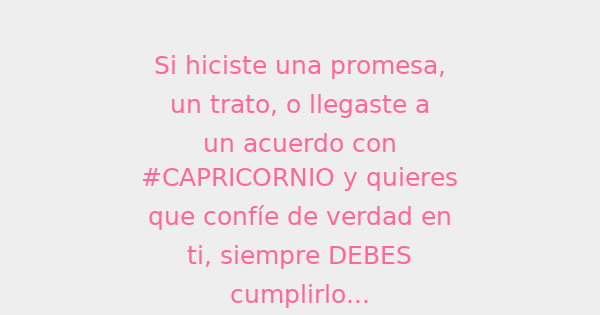 Si hiciste una promesa,
un trato, o llegaste a
un acuerdo con
#CAPRICORNIO y quieres
que confíe de verdad en
ti, siempre DEBES
cumplirlo...